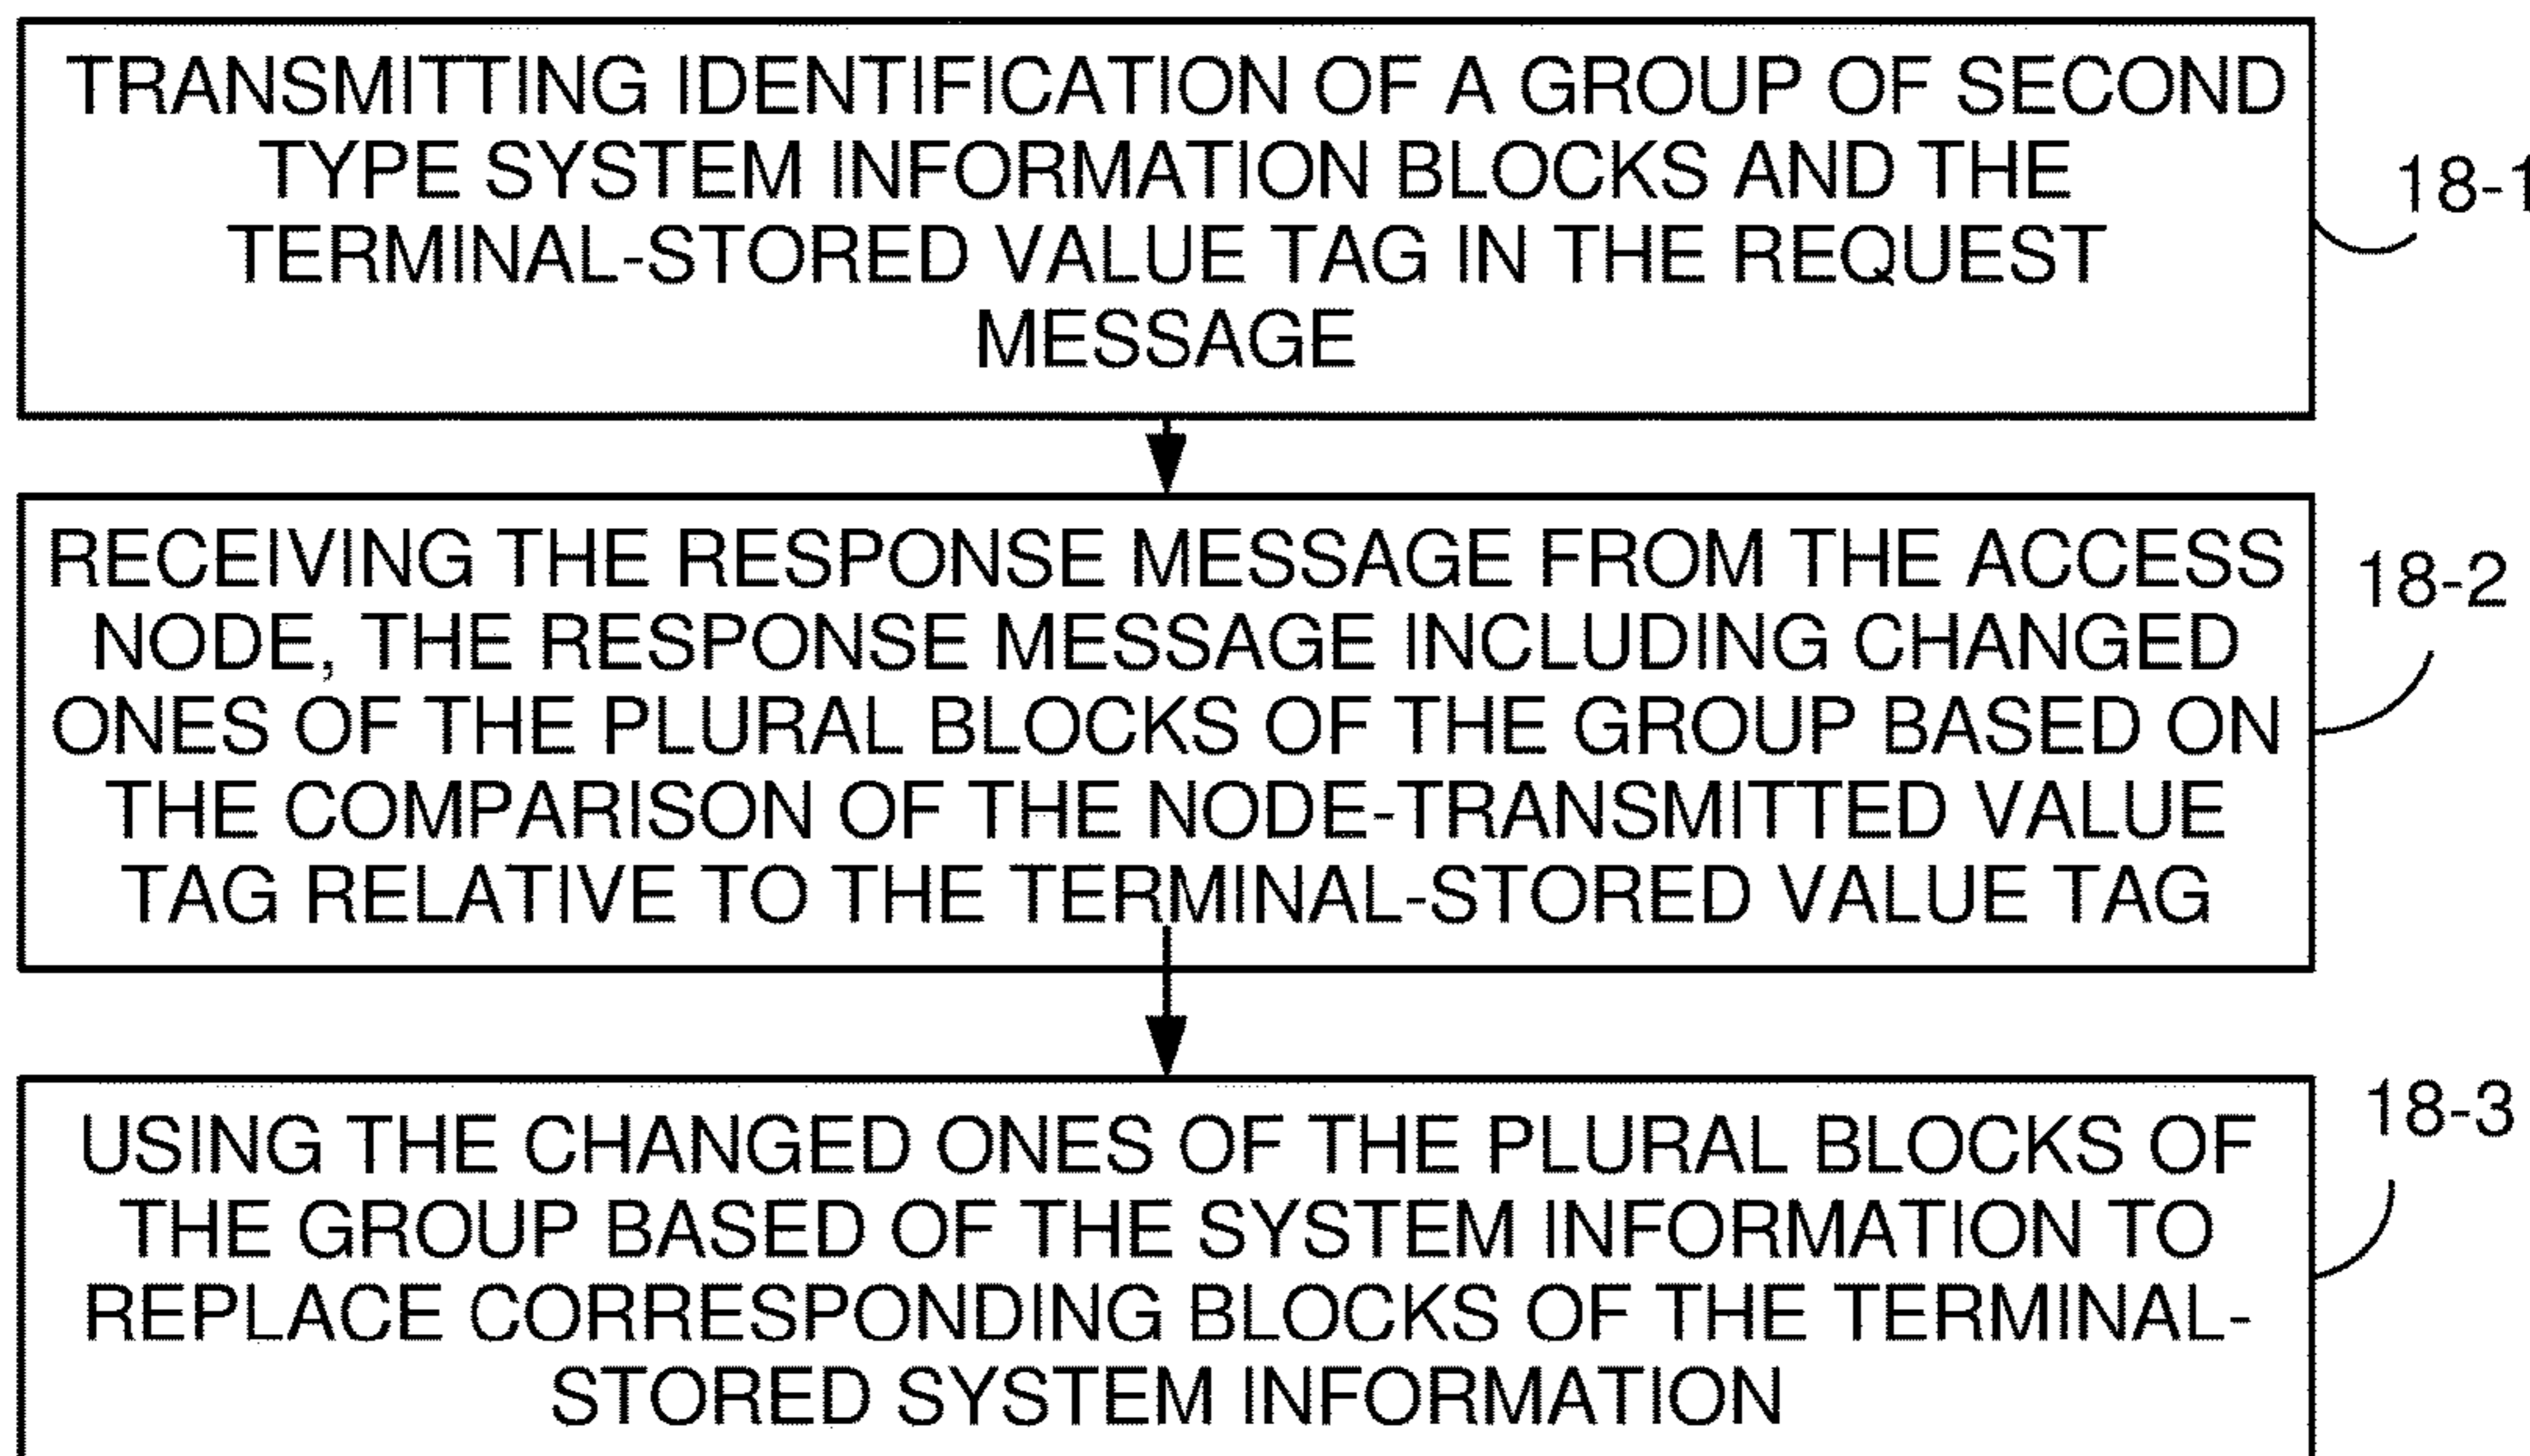 TRANSMITTING IDENTIFICATION OF A GROUP OF SECOND
TYPE SYSTEM INFORMATION BLOCKS AND THE
TERMINAL-STORED VALUE TAG IN THE REQUEST
MESSAGE
18-1
RECEIVING THE RESPONSE MESSAGE FROM THE ACCESS
NODE, THE RESPONSE MESSAGE INCLUDING CHANGED
ONES OF THE PLURAL BLOCKS OF THE GROUP BASED ON
THE COMPARISON OF THE NODE-TRANSMITTED VALUE
TAG RELATIVE TO THE TERMINAL-STORED VALUE TAG
18-2
USING THE CHANGED ONES OF THE PLURAL BLOCKS OF
THE GROUP BASED OF THE SYSTEM INFORMATION TO
REPLACE CORRESPONDING BLOCKS OF THE TERMINAL-
STORED SYSTEM INFORMATION
18-3